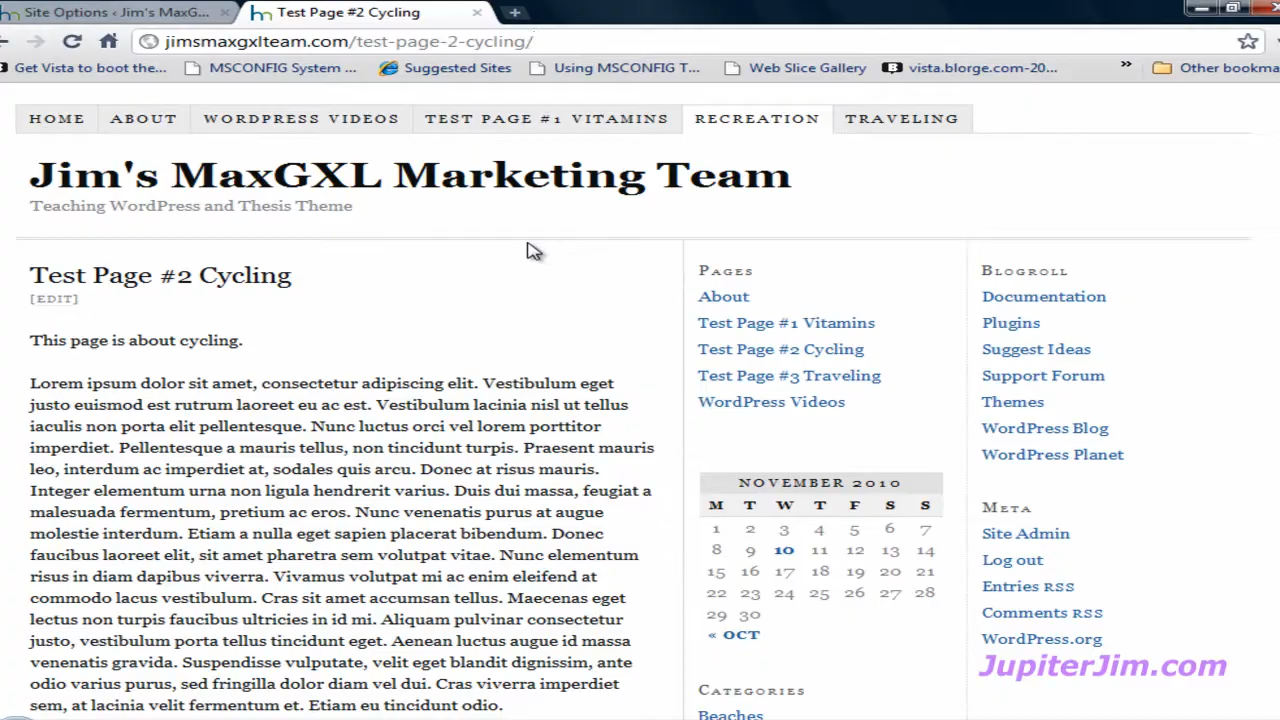 Site Options ‹ Jim's MaxG...
Test Page #2 Cycling
jimsmaxgxlteam.com/test-page-2-cycling/
Get Vista to boot the...
MSCONFIG System ...
Suggested Sites
Using MSCONFIG T...
Web Slice Gallery
vista.blorge.com-20...
»
Other bookma
HOME
ABOUT
WORDPRESS VIDEOS
TEST PAGE #1 VITAMINS
RECREATION
TRAVELING
Jim's MaxGXL Marketing Team
Teaching WordPress and Thesis Theme
Test Page #2 Cycling
[EDIT]
This page is about cycling.
Lorem ipsum dolor sit amet, consectetur adipiscing elit. Vestibulum eget
justo euismod est rutrum laoreet eu ac est. Vestibulum lacinia nisl ut tellus
iaculis non porta elit pellentesque. Nunc luctus orci vel lorem porttitor
imperdiet. Pellentesque a mauris tellus, non tincidunt turpis. Praesent mauris
leo, interdum ac imperdiet at, sodales quis arcu. Donec at risus mauris.
Integer elementum urna non ligula hendrerit varius. Duis dui massa, feugiat a
malesuada fermentum, pretium ac eros. Nunc venenatis purus at augue
molestie interdum. Etiam a nulla eget sapien placerat bibendum. Donec
faucibus laoreet elit, sit amet pharetra sem volutpat vitae. Nunc elementum
risus in diam dapibus viverra. Vivamus volutpat mi ac enim eleifend at
commodo lacus vestibulum. Cras sit amet accumsan tellus. Maecenas eget
lectus non turpis faucibus ultricies in id mi. Aliquam pulvinar consectetur
justo, vestibulum porta tellus tincidunt eget. Aenean luctus augue id massa
venenatis gravida. Suspendisse vulputate, velit eget blandit dignissim, ante
odio varius purus, sed fringilla dolor diam vel dui. Cras viverra imperdiet
sem, at lacinia velit fermentum et. Etiam eu tincidunt odio.
PAGES
About
Test Page #1 Vitamins
Test Page #2 Cycling
Test Page #3 Traveling
WordPress Videos
NOVEMBER 2010
M T W T F S S
1 2 3 4 5 6 7
8 9 10 11 12 13 14
15 16 17 18 19 20 21
22 23 24 25 26 27 28
29 30
« OCT
CATEGORIES
Beaches
BLOGROLL
Documentation
Plugins
Suggest Ideas
Support Forum
Themes
WordPress Blog
WordPress Planet
META
Site Admin
Log out
Entries RSS
Comments RSS
WordPress.org
JupiterJim.com